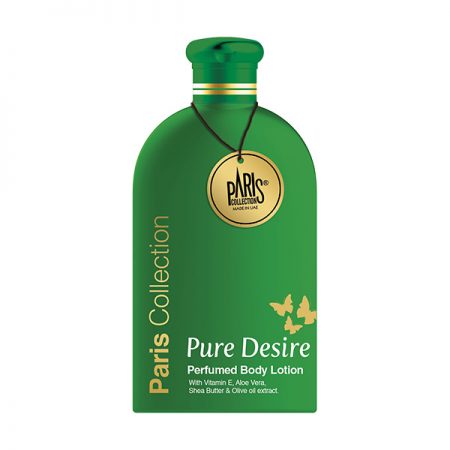 PARIS®
COLLECTION
MADE IN UAE
Paris Collection
Pure Desire
Perfumed Body Lotion
With Vitamin E, Aloe Vera,
Shea Butter & Olive oil extract.